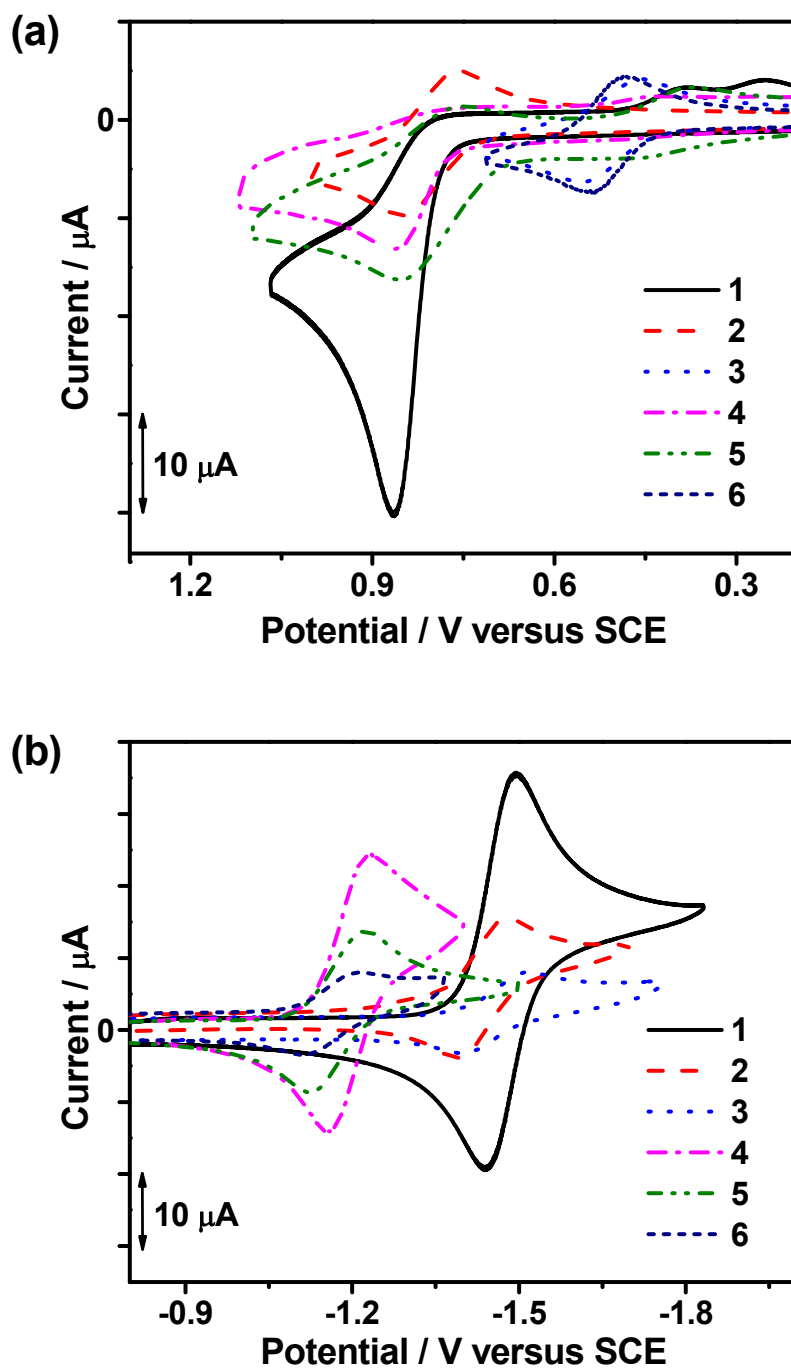 (a)
0
Current / μA
10 μA
1
2
3
4
5
6
1.2 0.9 0.6 0.3
Potential / V versus SCE
(b)
0
Current / μA
10 μA
1
2
3
4
5
6
-0.9 -1.2 -1.5 -1.8
Potential / V versus SCE